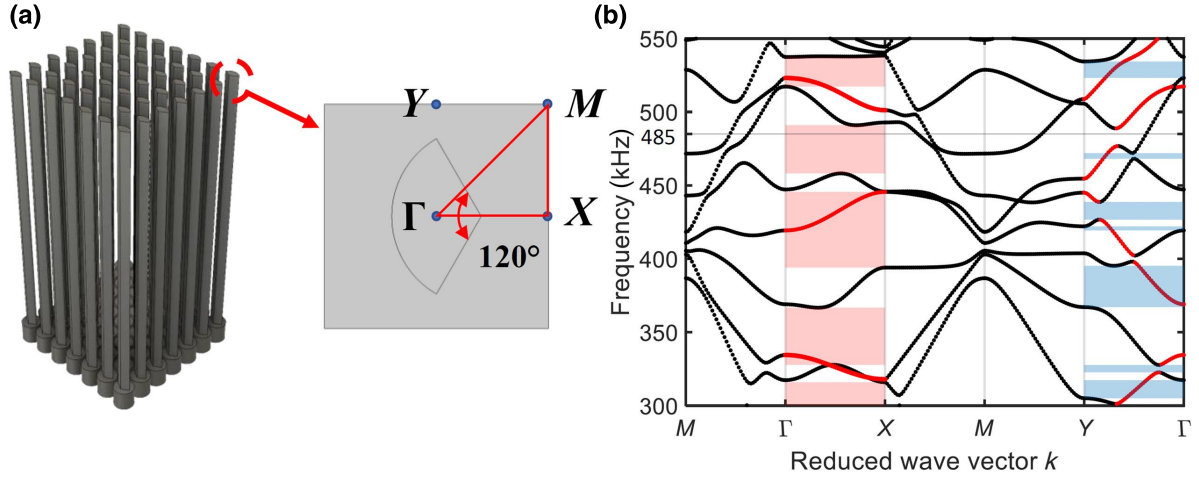 (a)
Y
M
Γ
X
120°
(b)
Frequency (kHz)
550
500
485
450
400
350
300
M Γ X M Y Γ
Reduced wave vector k